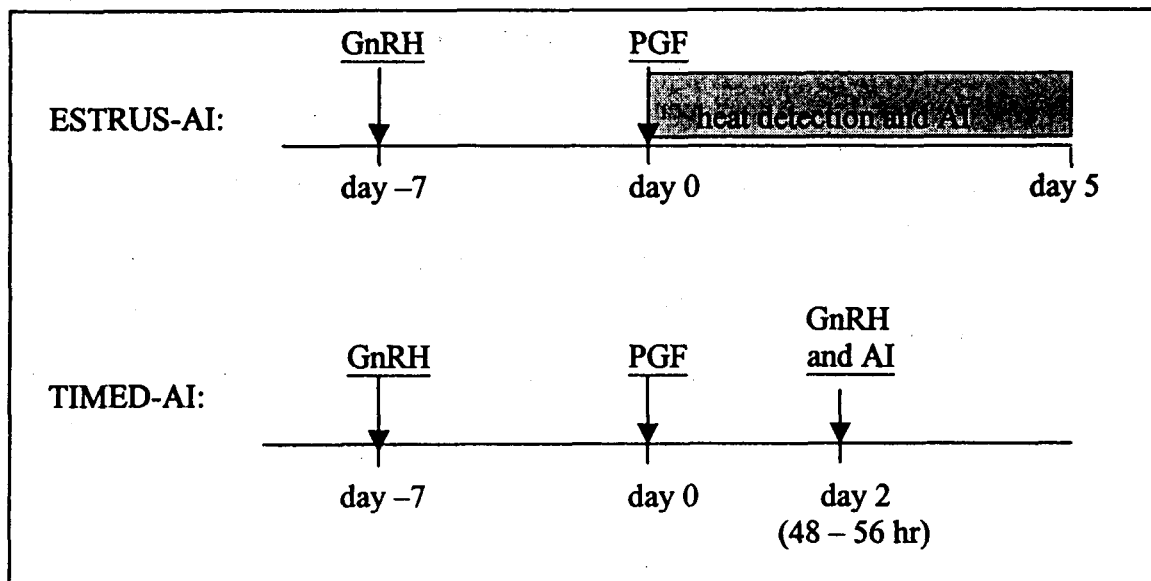 GnRH PGF
ESTRUS-AI: heat detection and AI
day –7 day 0 day 5
GnRH
and AI
GnRH PGF
TIMED-AI:
day –7 day 0 day 2
(48 – 56 hr)